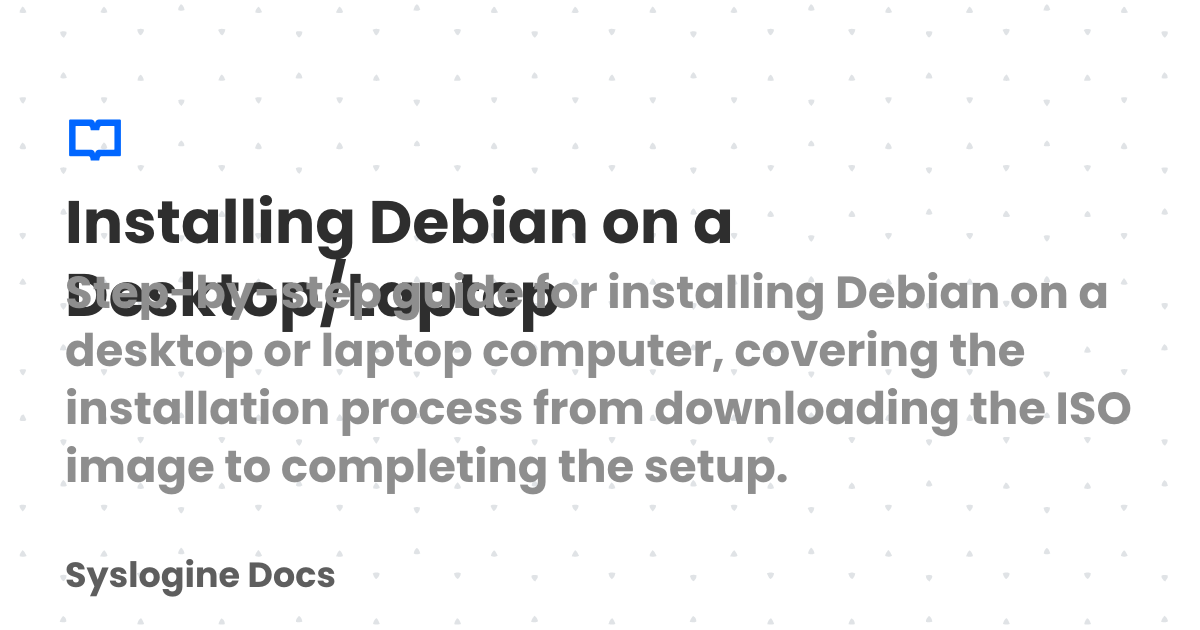 Installing Debian on a
Desktop/Laptop
Step-by-step guide for installing Debian on a
desktop or laptop computer, covering the
installation process from downloading the ISO
image to completing the setup.
Syslogine Docs